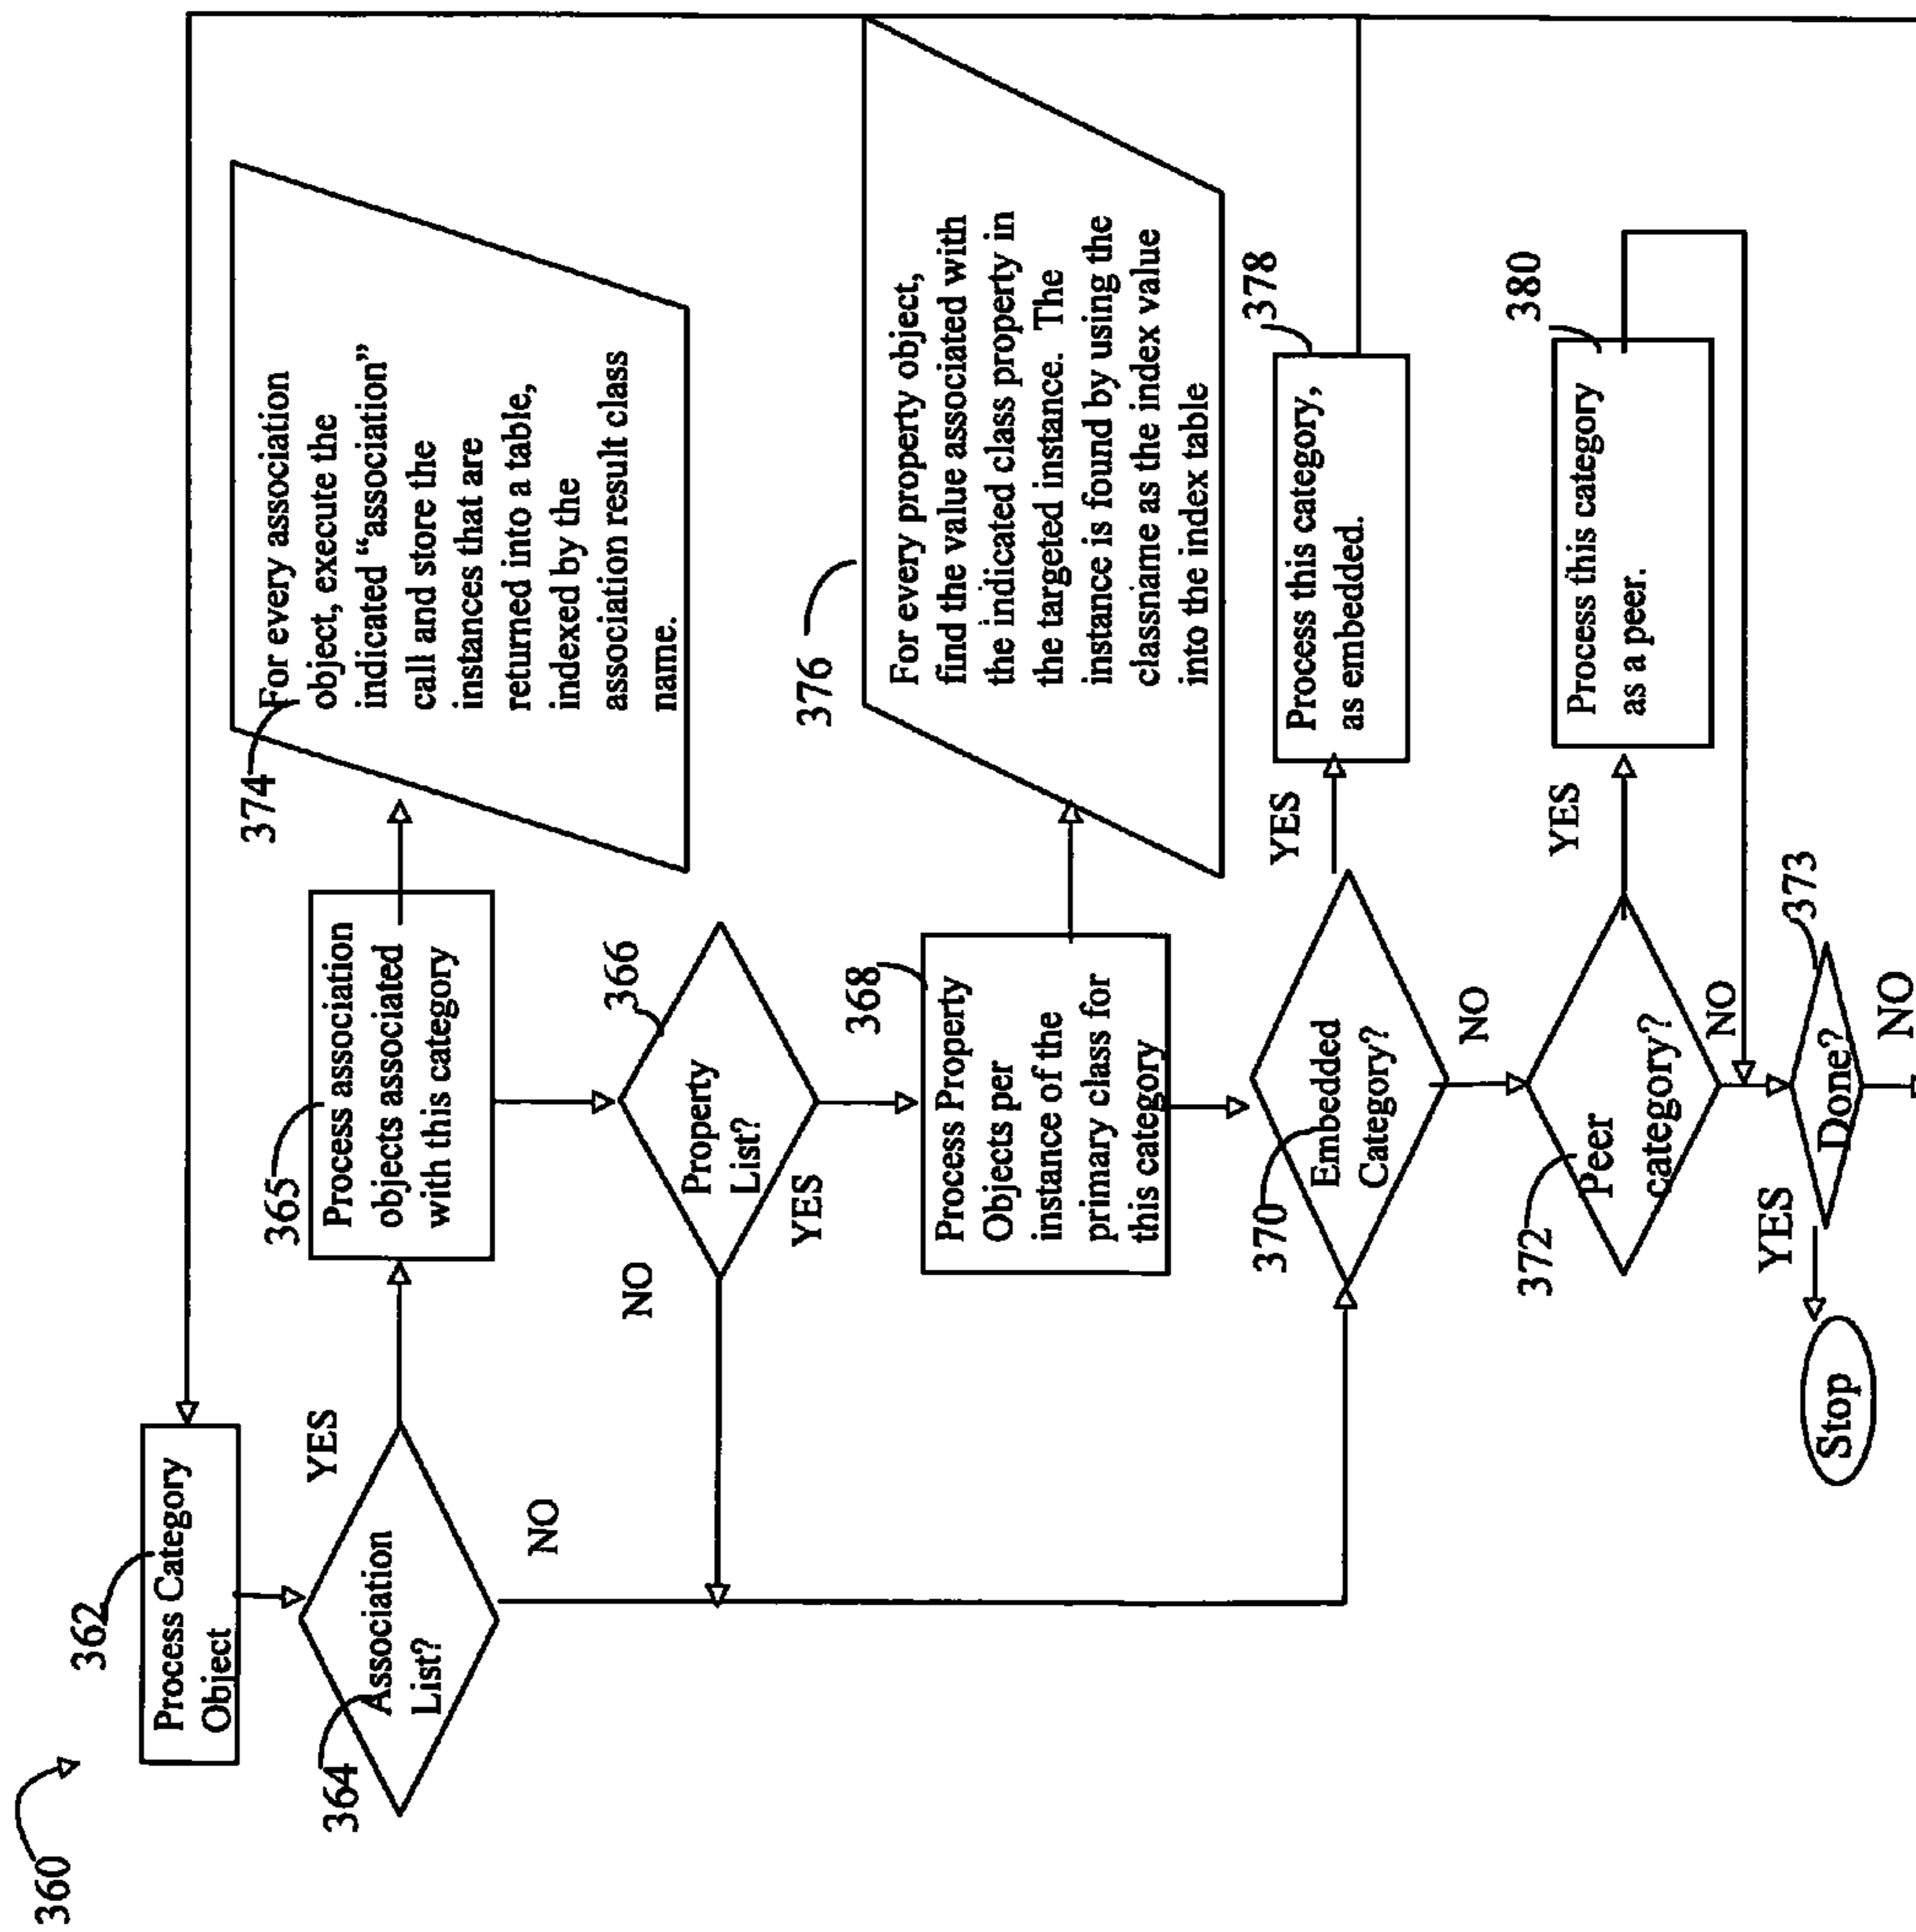 360
362
Process Category
Object
364
Association
List?
YES
NO
365
Process association
objects associated
with this category
374
For every association
object, execute the
indicated “association”
call and store the
instances that are
returned into a table,
indexed by the
association result class
name.
366
Property
List?
NO
YES
368
Process Property
Objects per
instance of the
primary class for
this category
376
For every property object,
find the value associated with
the indicated class property in
the targeted instance. The
instance is found by using the
classname as the index value
into the index table
370
Embedded
Category?
YES
NO
378
Process this category,
as embedded.
372
Peer
category?
YES
NO
380
Process this category
as a peer.
373
Done?
YES
NO
Stop